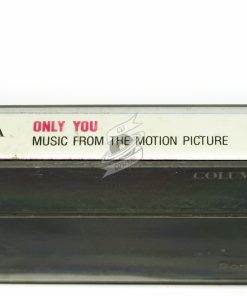 A ONLY YOU
MUSIC FROM THE MOTION PICTURE
COLUM